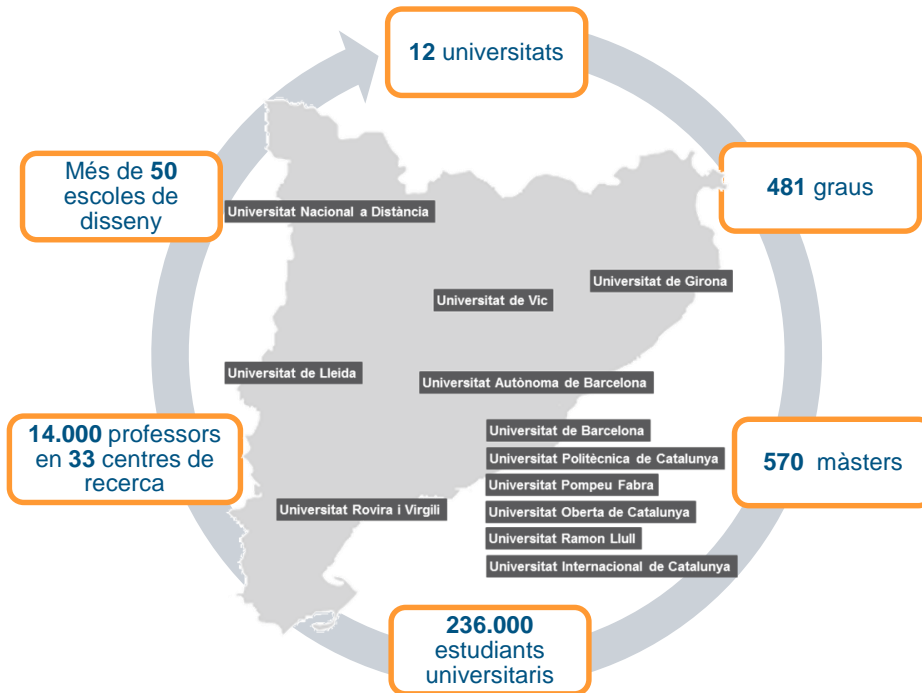 12 universitats
Més de 50
escoles de
disseny
481 graus
Universitat Nacional a Distància
Universitat de Girona
Universitat de Vic
Universitat de Lleida
Universitat Autònoma de Barcelona
14.000 professors
en 33 centres de
recerca
Universitat de Barcelona
Universitat Politècnica de Catalunya
570 màsters
Universitat Pompeu Fabra
Universitat Rovira i Virgili
Universitat Oberta de Catalunya
Universitat Ramon Llull
Universitat Internacional de Catalunya
236.000
estudiants
universitaris